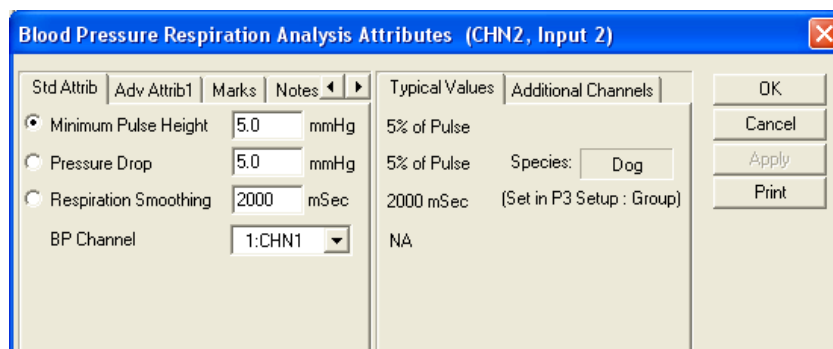 Blood Pressure Respiration Analysis Attributes (CHN2, Input 2)
Std Attrib Adv Attrib1 Marks Notes
Typical Values Additional Channels
OK
Minimum Pulse Height 5.0 mmHg 5% of Pulse
Cancel
Pressure Drop 5.0 mmHg 5% of Pulse Species: Dog
Apply
Respiration Smoothing 2000 mSec 2000 mSec (Set in P3 Setup : Group)
Print
BP Channel 1:CHN1 NA